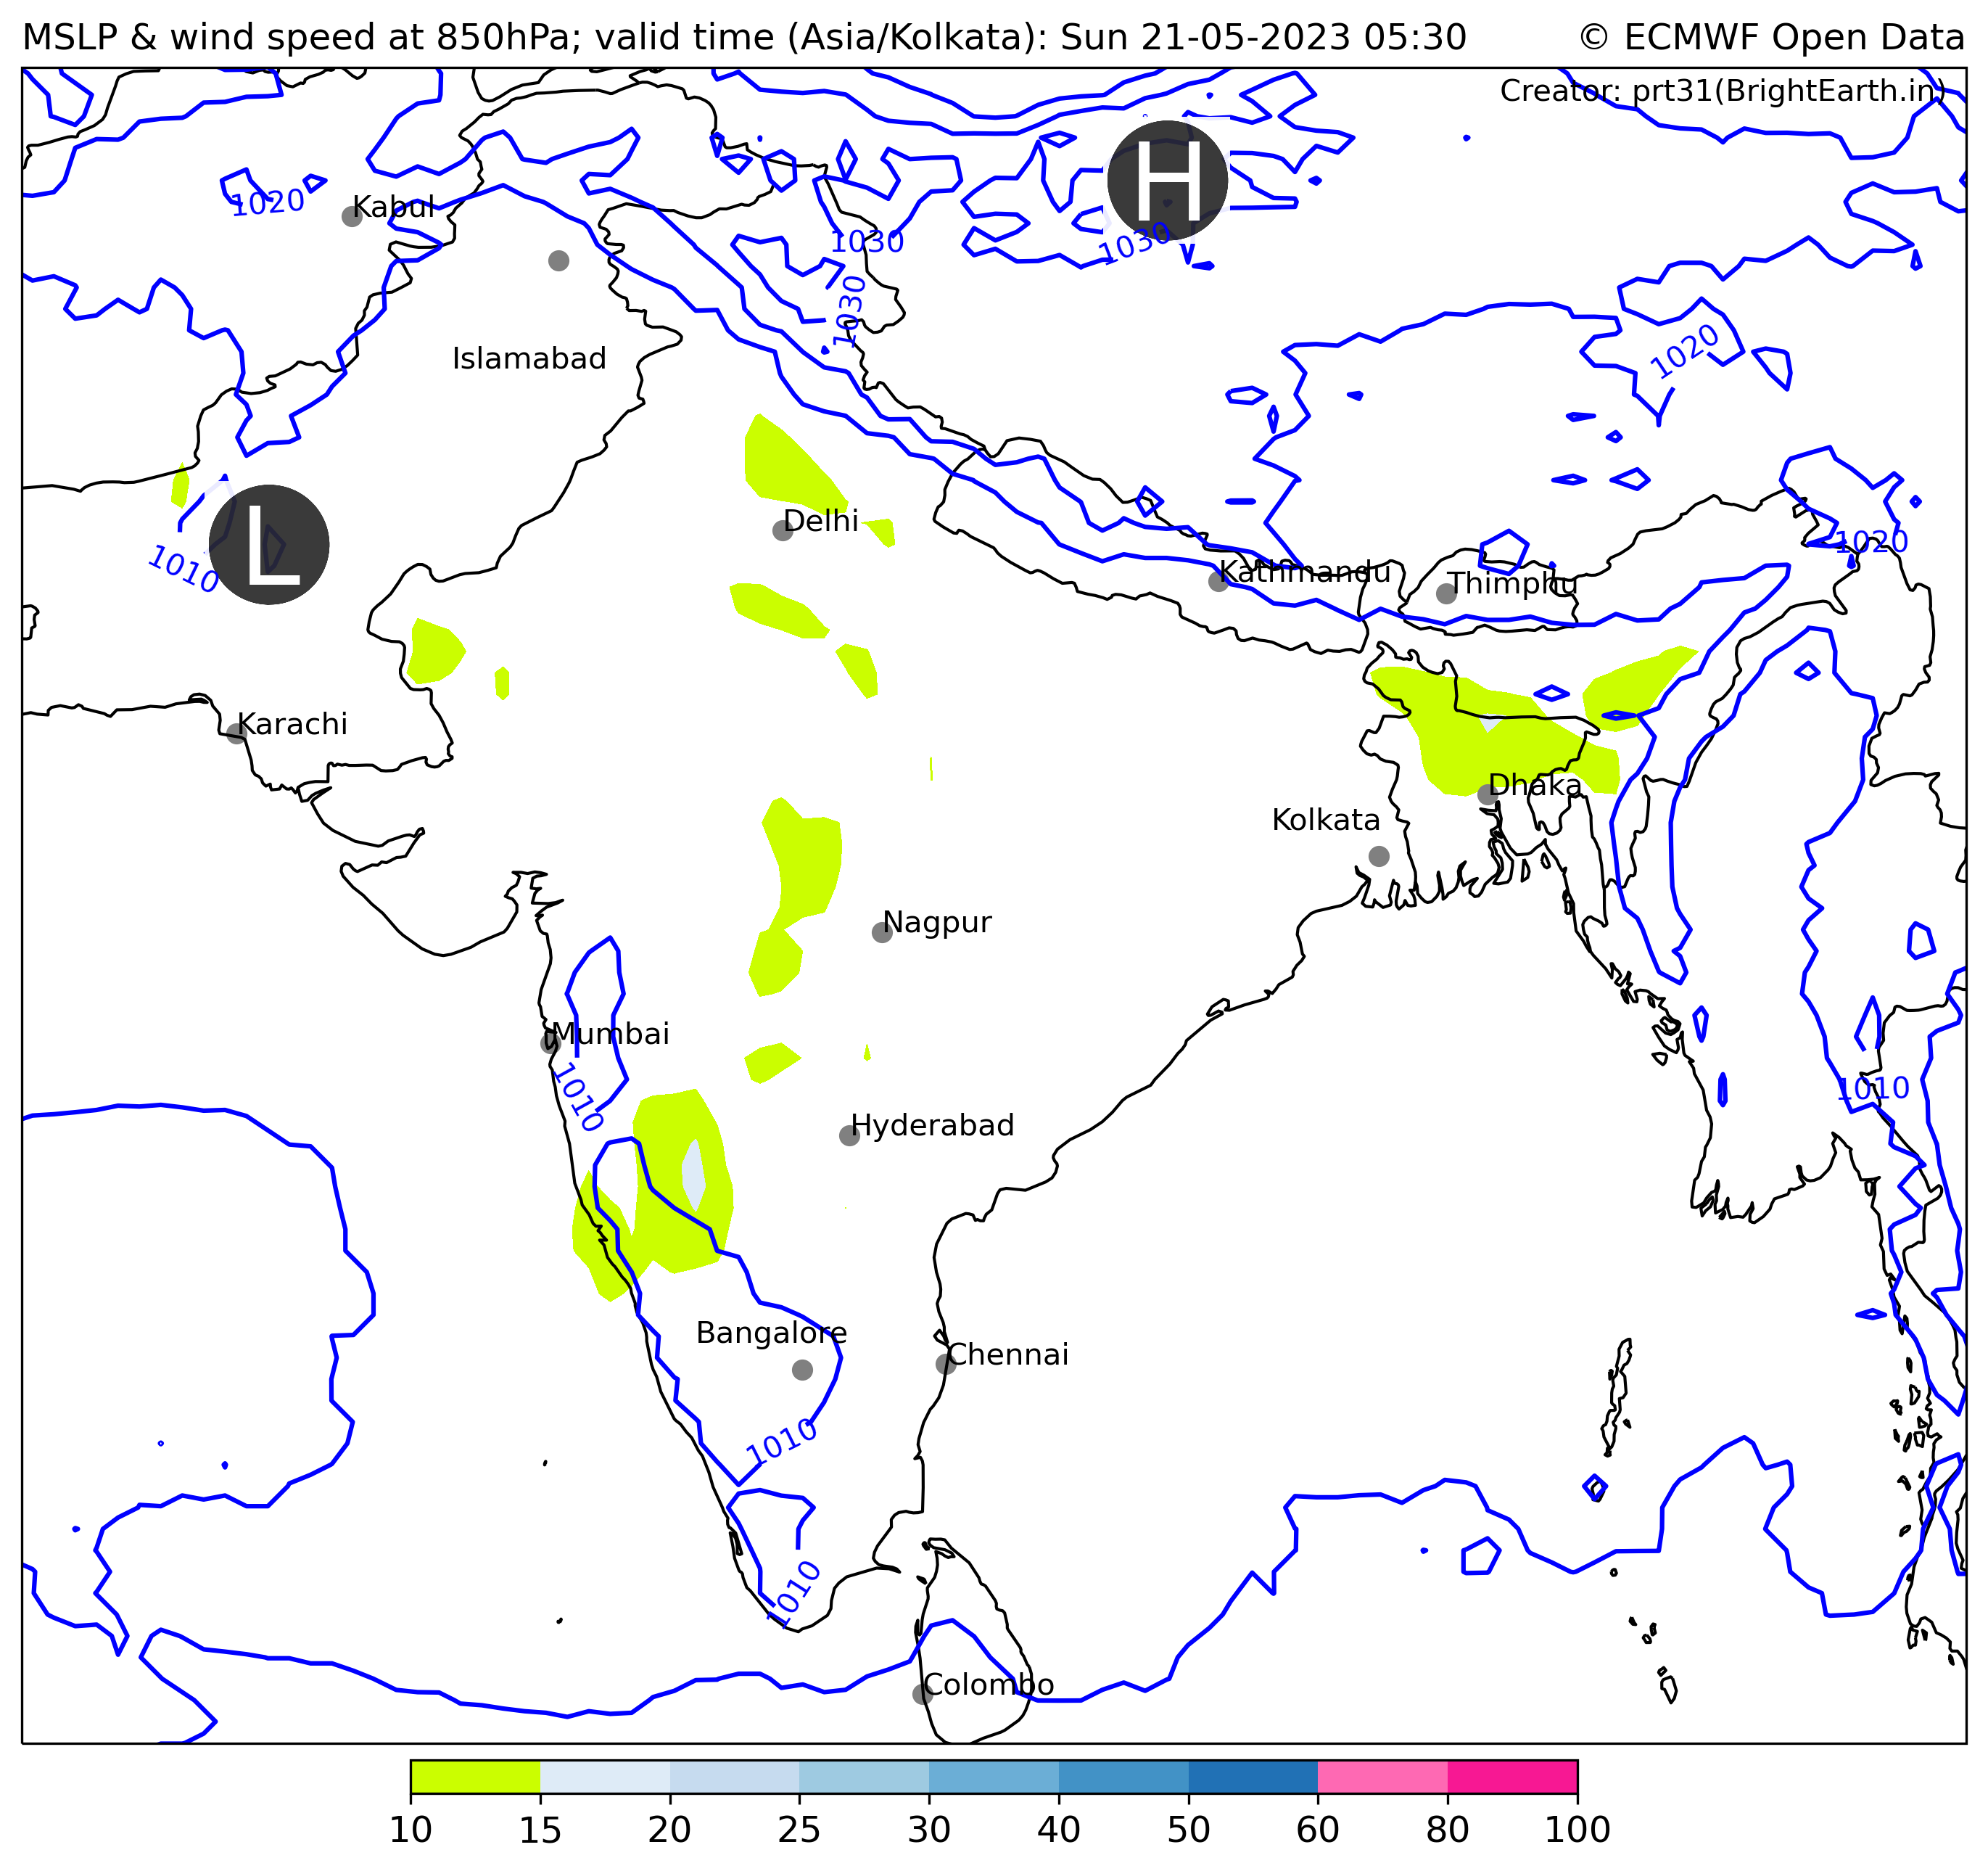 MSLP & wind speed at 850hPa; valid time (Asia/Kolkata): Sun 21-05-2023 05:30
© ECMWF Open Data
Creator: prt31(BrightEarth.in)
H
1020
Kabul
1030
1030
1030
1020
Islamabad
L
Delhi
1010
1020
Kathmandu
Thimphu
Karachi
Dhaka
Kolkata
Nagpur
Mumbai
1010
1010
Hyderabad
Bangalore
Chennai
1010
1010
Colombo
10 15 20 25 30 40 50 60 80 100